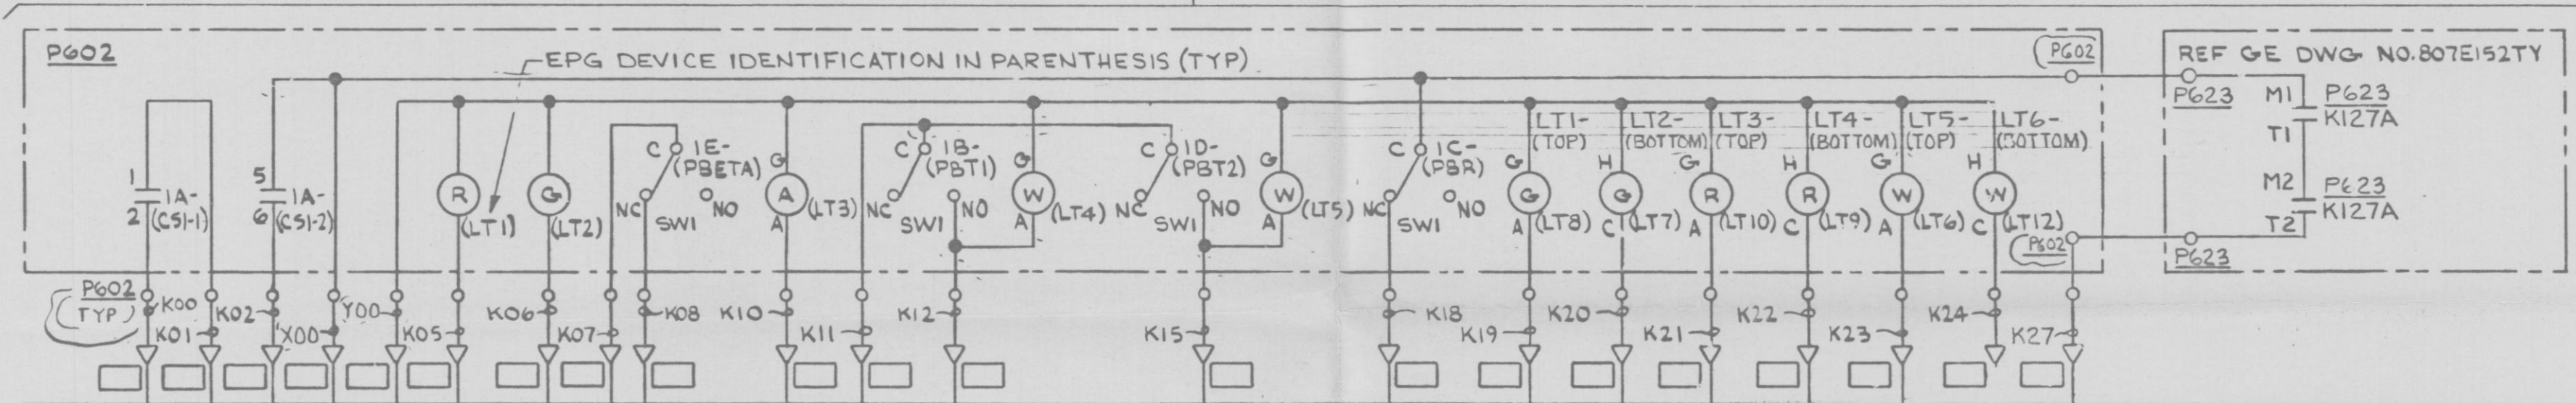 P602
EPG DEVICE IDENTIFICATION IN PARENTHESIS (TYP)
P602
REF GE DWG NO. 807E152TY
P623
M1
P623
K127A
T1
M2
P623
K127A
T2
P623
1
2
1A-
(CS1-1)
5
6
1A-
(CS1-2)
R
(LT1)
G
(LT2)
C
1E-
(PBETA)
NC
NO
SW1
G
A
A
(LT3)
C
1B-
(PBT1)
NC
NO
SW1
G
W
A
(LT4)
C
1D-
(PBT2)
NC
NO
SW1
G
W
A
(LT5)
C
1C-
(PBR)
NC
NO
SW1
LT1-
(TOP)
G
G
A
(LT8)
LT2-
(BOTTOM)
H
G
C
(LT7)
LT3-
(TOP)
G
R
A
(LT10)
LT4-
(BOTTOM)
H
R
C
(LT9)
LT5-
(TOP)
G
W
A
(LT6)
LT6-
(BOTTOM)
H
W
C
(LT12)
P602
P602
TYP
K00
K01
K02
X00
Y00
K05
K06
K07
K08
K10
K11
K12
K15
K18
K19
K20
K21
K22
K23
K24
K27